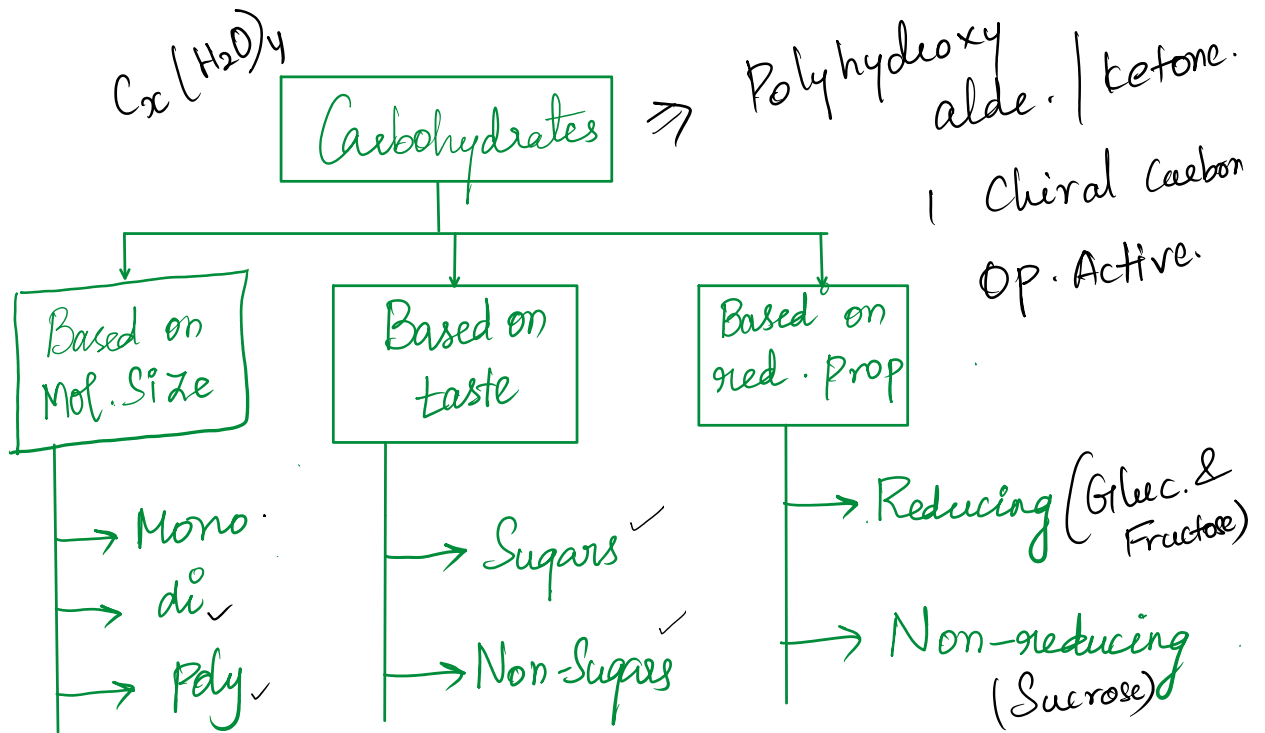 Cx(H2O)y
Carbohydrates
⇒ Polyhydroxy
alde. / ketone.
1 Chiral Carbon
Op. Active.
Based on
Mol. Size
Mono
di ✓
Poly ✓
Based on
taste
Sugars ✓
Non-Sugars ✓
Based on
red. prop
Reducing (Gluc. &
Fructose)
Non-reducing
(Sucrose)